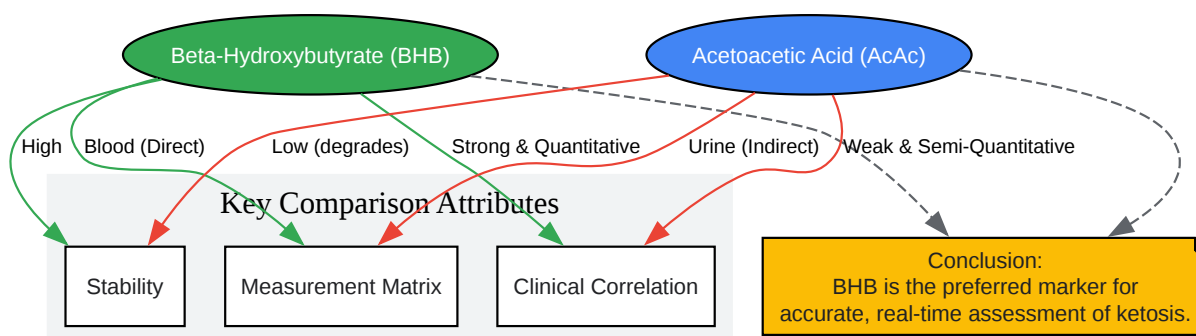 Beta-Hydroxybutyrate (BHB)
Acetoacetic Acid (AcAc)
High
Blood (Direct)
Low (degrades)
Strong & Quantitative
Urine (Indirect)
Weak & Semi-Quantitative
Key Comparison Attributes
Stability
Measurement Matrix
Clinical Correlation
Conclusion:
BHB is the preferred marker for
accurate, real-time assessment of ketosis.